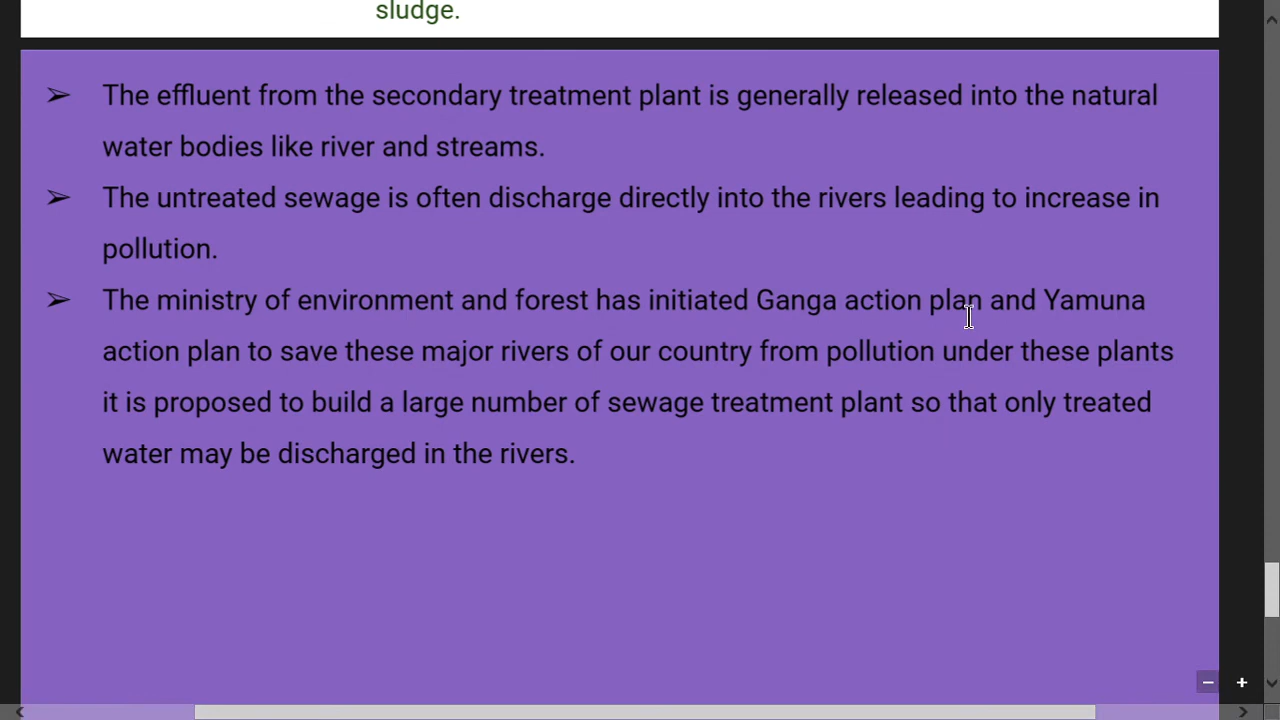 sludge.
➢ The effluent from the secondary treatment plant is generally released into the natural
water bodies like river and streams.
➢ The untreated sewage is often discharge directly into the rivers leading to increase in
pollution.
➢ The ministry of environment and forest has initiated Ganga action plan and Yamuna
action plan to save these major rivers of our country from pollution under these plants
it is proposed to build a large number of sewage treatment plant so that only treated
water may be discharged in the rivers.